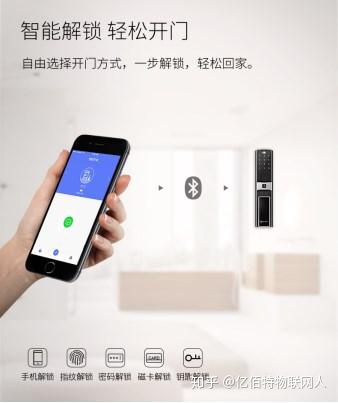 智能解锁 轻松开门
自由选择开门方式，一步解锁，轻松回家。
CARD
手机解锁 指纹解锁 密码解锁 磁卡解锁 钥匙解锁
知乎 @亿佰特物联网人